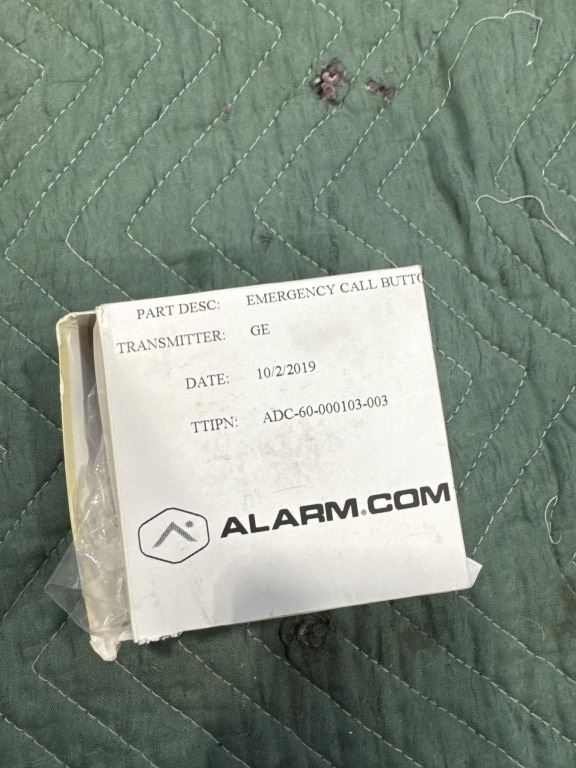 PART DESC: EMERGENCY CALL BUTTO
TRANSMITTER: GE
DATE: 10/2/2019
TTIPN: ADC-60-000103-003
ALARM.COM